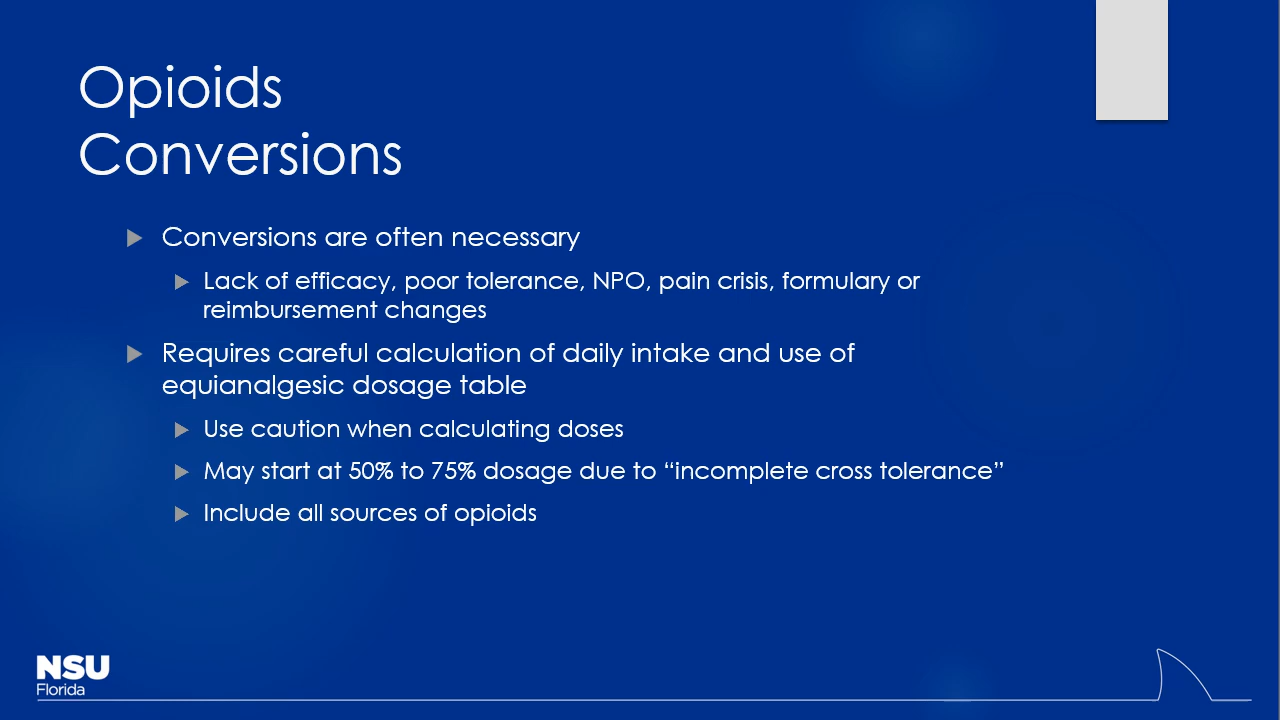 Opioids
Conversions
Conversions are often necessary
Lack of efficacy, poor tolerance, NPO, pain crisis, formulary or
reimbursement changes
Requires careful calculation of daily intake and use of
equianalgesic dosage table
Use caution when calculating doses
May start at 50% to 75% dosage due to “incomplete cross tolerance”
Include all sources of opioids
NSU
Florida